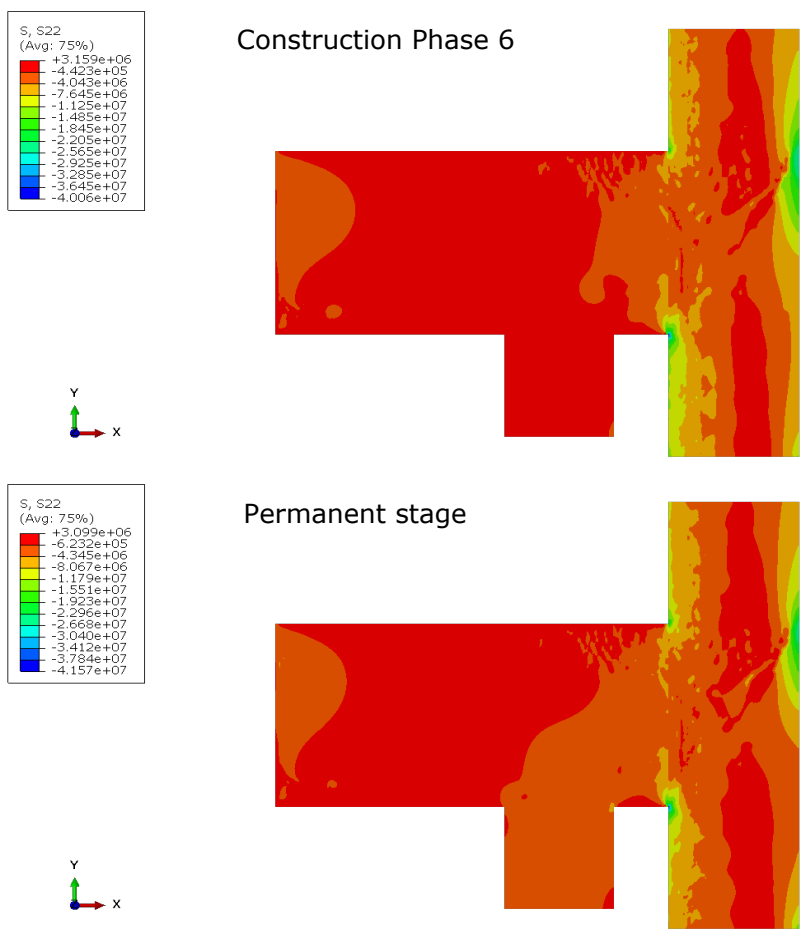 Construction Phase 6
S, S22
(Avg: 75%)
+3.159e+06
-4.423e+05
-4.043e+06
-7.645e+06
-1.125e+07
-1.485e+07
-1.845e+07
-2.205e+07
-2.565e+07
-2.925e+07
-3.285e+07
-3.645e+07
-4.006e+07
Y
X
Permanent stage
S, S22
(Avg: 75%)
+3.099e+06
-6.232e+05
-4.345e+06
-8.067e+06
-1.179e+07
-1.551e+07
-1.923e+07
-2.296e+07
-2.668e+07
-3.040e+07
-3.412e+07
-3.784e+07
-4.157e+07
Y
X